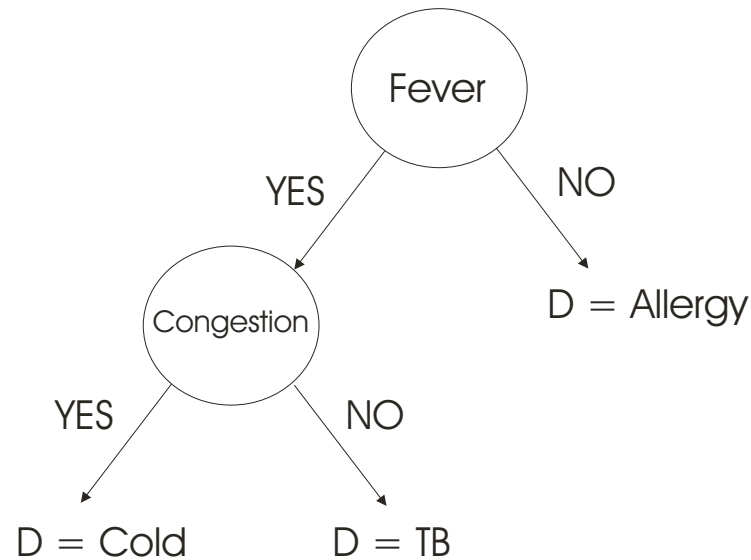 Fever
YES
NO
D = Allergy
Congestion
YES
NO
D = Cold
D = TB